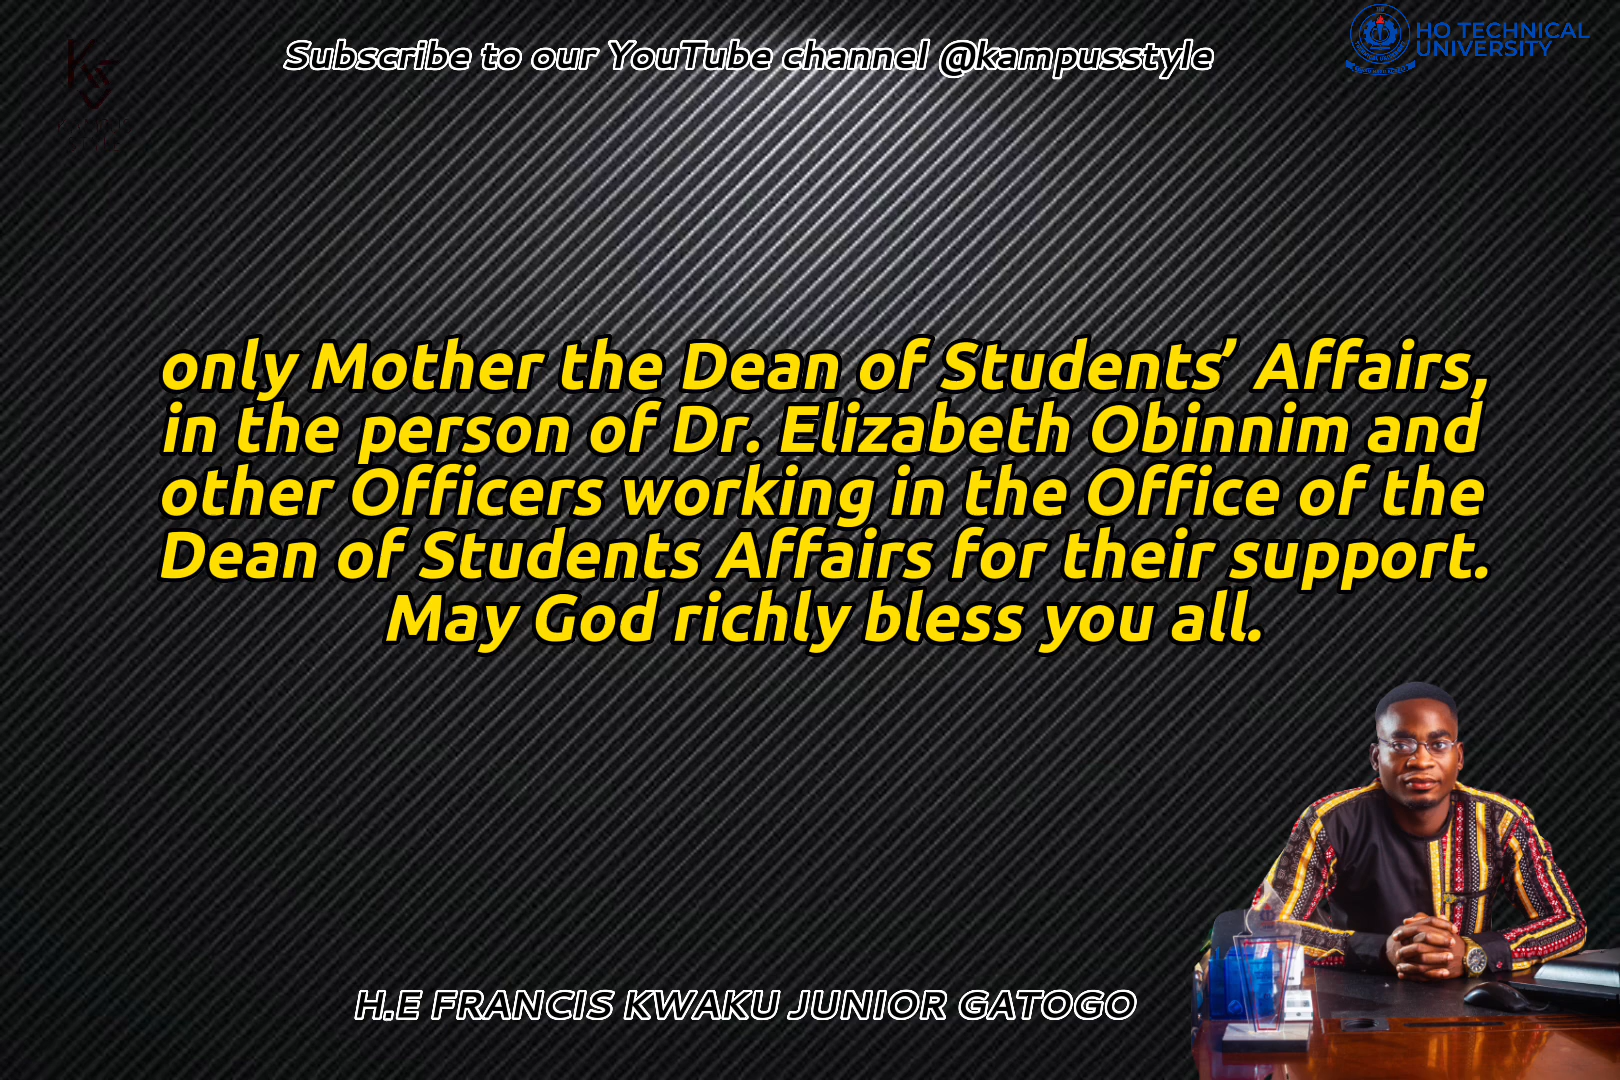 Subscribe to our YouTube channel @kampusstyle
HO TECHNICAL
UNIVERSITY
only Mother the Dean of Students’ Affairs,
in the person of Dr. Elizabeth Obinnim and
other Officers working in the Office of the
Dean of Students Affairs for their support.
May God richly bless you all.
H.E FRANCIS KWAKU JUNIOR GATOGO